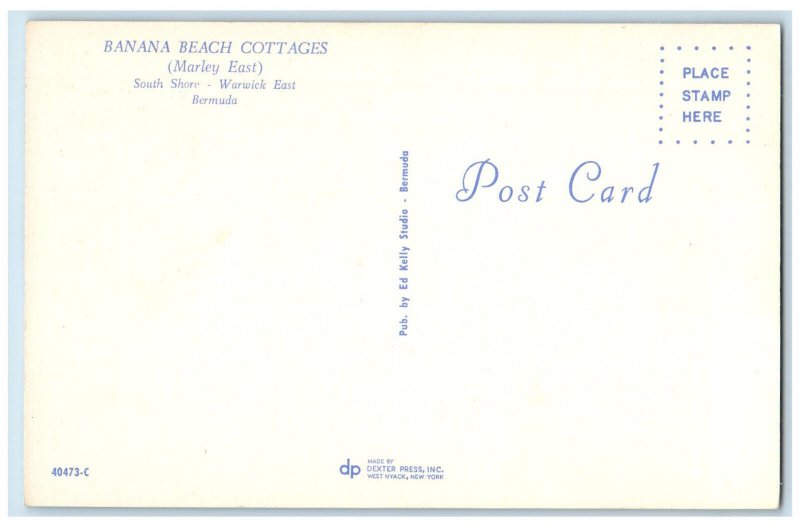 BANANA BEACH COTTAGES
(Marley East)
South Shore - Warwick East
Bermuda
PLACE
STAMP
HERE
Post Card
Pub. by Ed Kelly Studio - Bermuda
40473-C
dp
MADE BY
DEXTER PRESS, INC.
WEST NYACK, NEW YORK